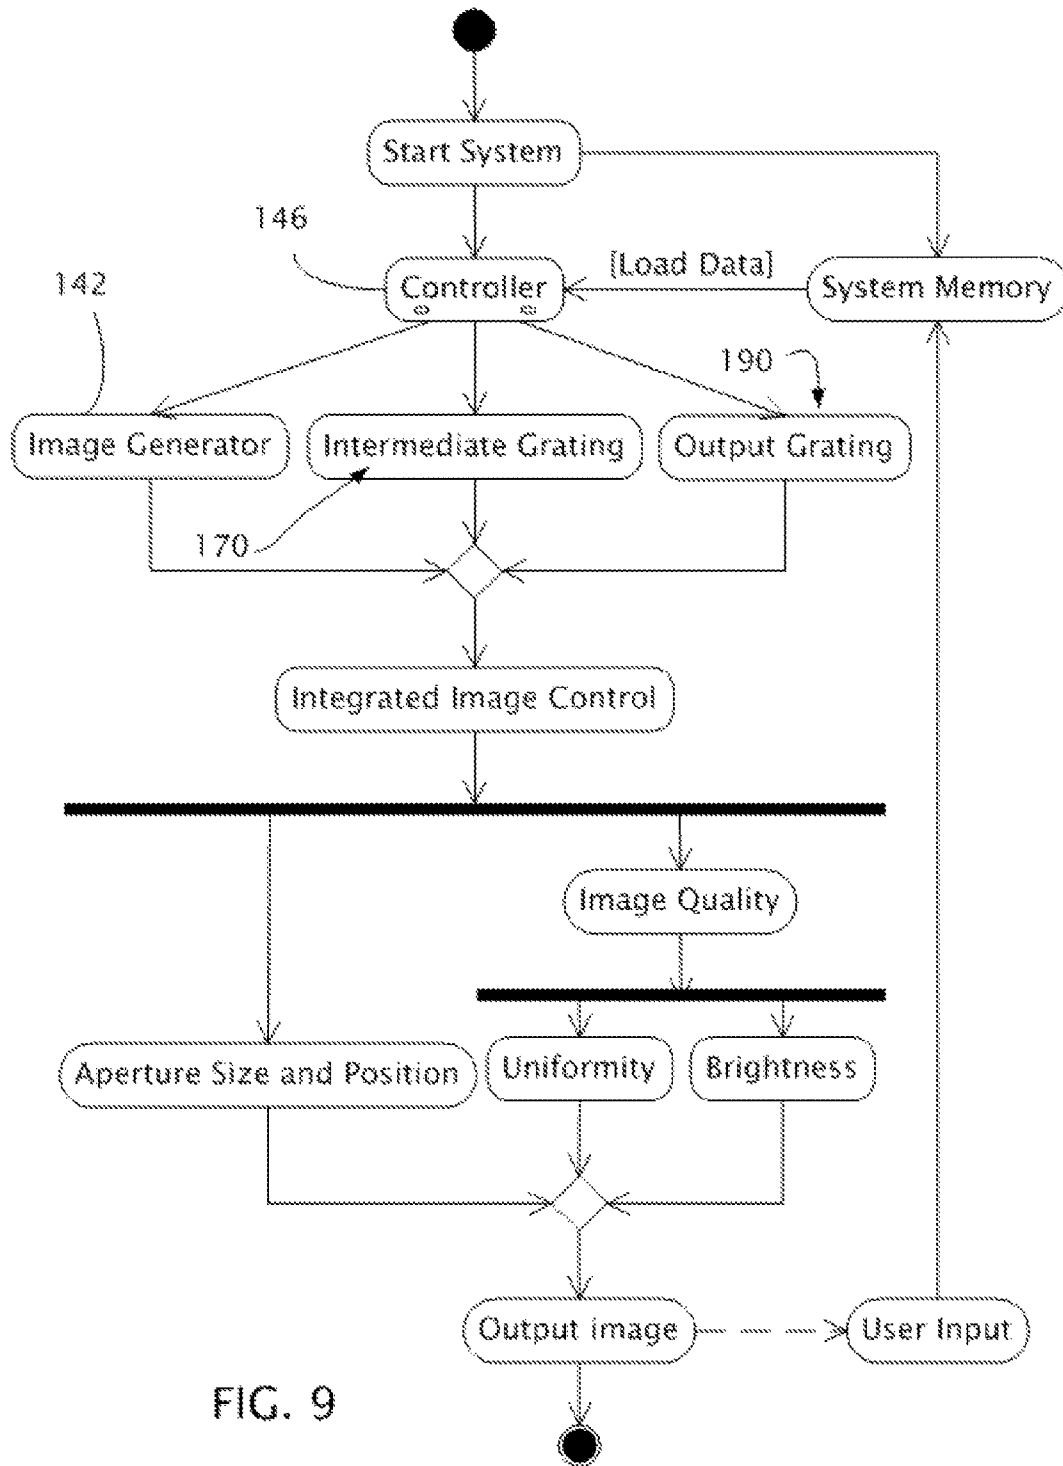 Start System
146
Controller
[Load Data]
System Memory
142
190
Image Generator
Intermediate Grating
Output Grating
170
Integrated Image Control
Image Quality
Aperture Size and Position
Uniformity
Brightness
Output image
User Input
FIG. 9